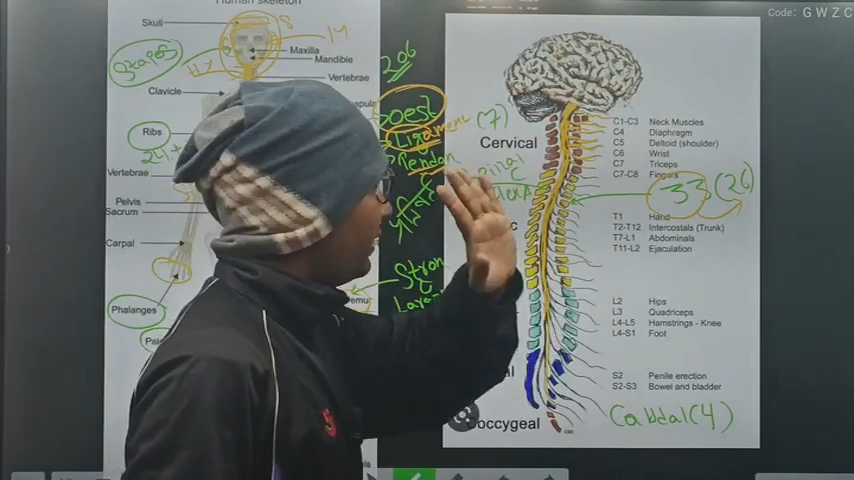 Human skeleton
Code: G W Z C
Skull
8
14
Maxilla
Mandible
Stapes
206
Vertebrae
Clavicle
Ribs
24
Ligament
Tendon
(7)
Cervical
Vertebrae
Pelvis
Sacrum
Carpal
Phalanges
Stron
C1-C3 Neck Muscles
C4 Diaphragm
C5 Deltoid (shoulder)
C6 Wrist
C7 Triceps
C7-C8 Fingers
33 (26)
T1 Hand
T2-T12 Intercostals (Trunk)
T7-L1 Abdominals
T11-L2 Ejaculation
L2 Hips
L3 Quadriceps
L4-L5 Hamstrings - Knee
L4-S1 Foot
S2 Penile erection
S2-S3 Bowel and bladder
Coccygeal
Caudal (4)